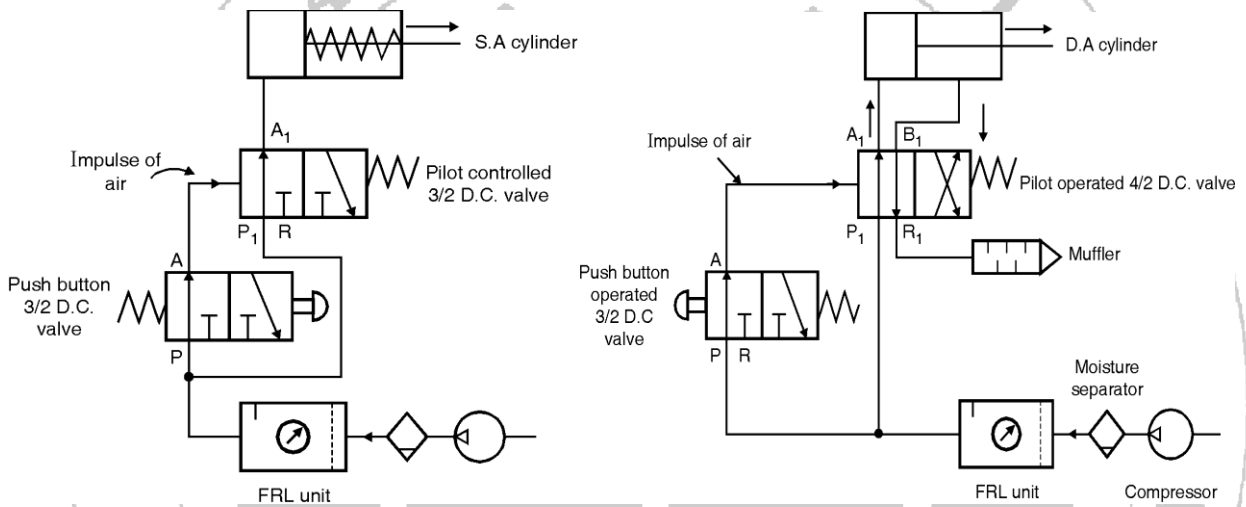 S.A cylinder
A1
Impulse of
air
Pilot controlled
3/2 D.C. valve
P1 R
A
Push button
3/2 D.C.
valve
P
FRL unit
D.A cylinder
A1 B1
Impulse of air
Pilot operated 4/2 D.C. valve
P1 R1
Muffler
A
Push button
operated
3/2 D.C
valve
P R
Moisture
separator
FRL unit
Compressor